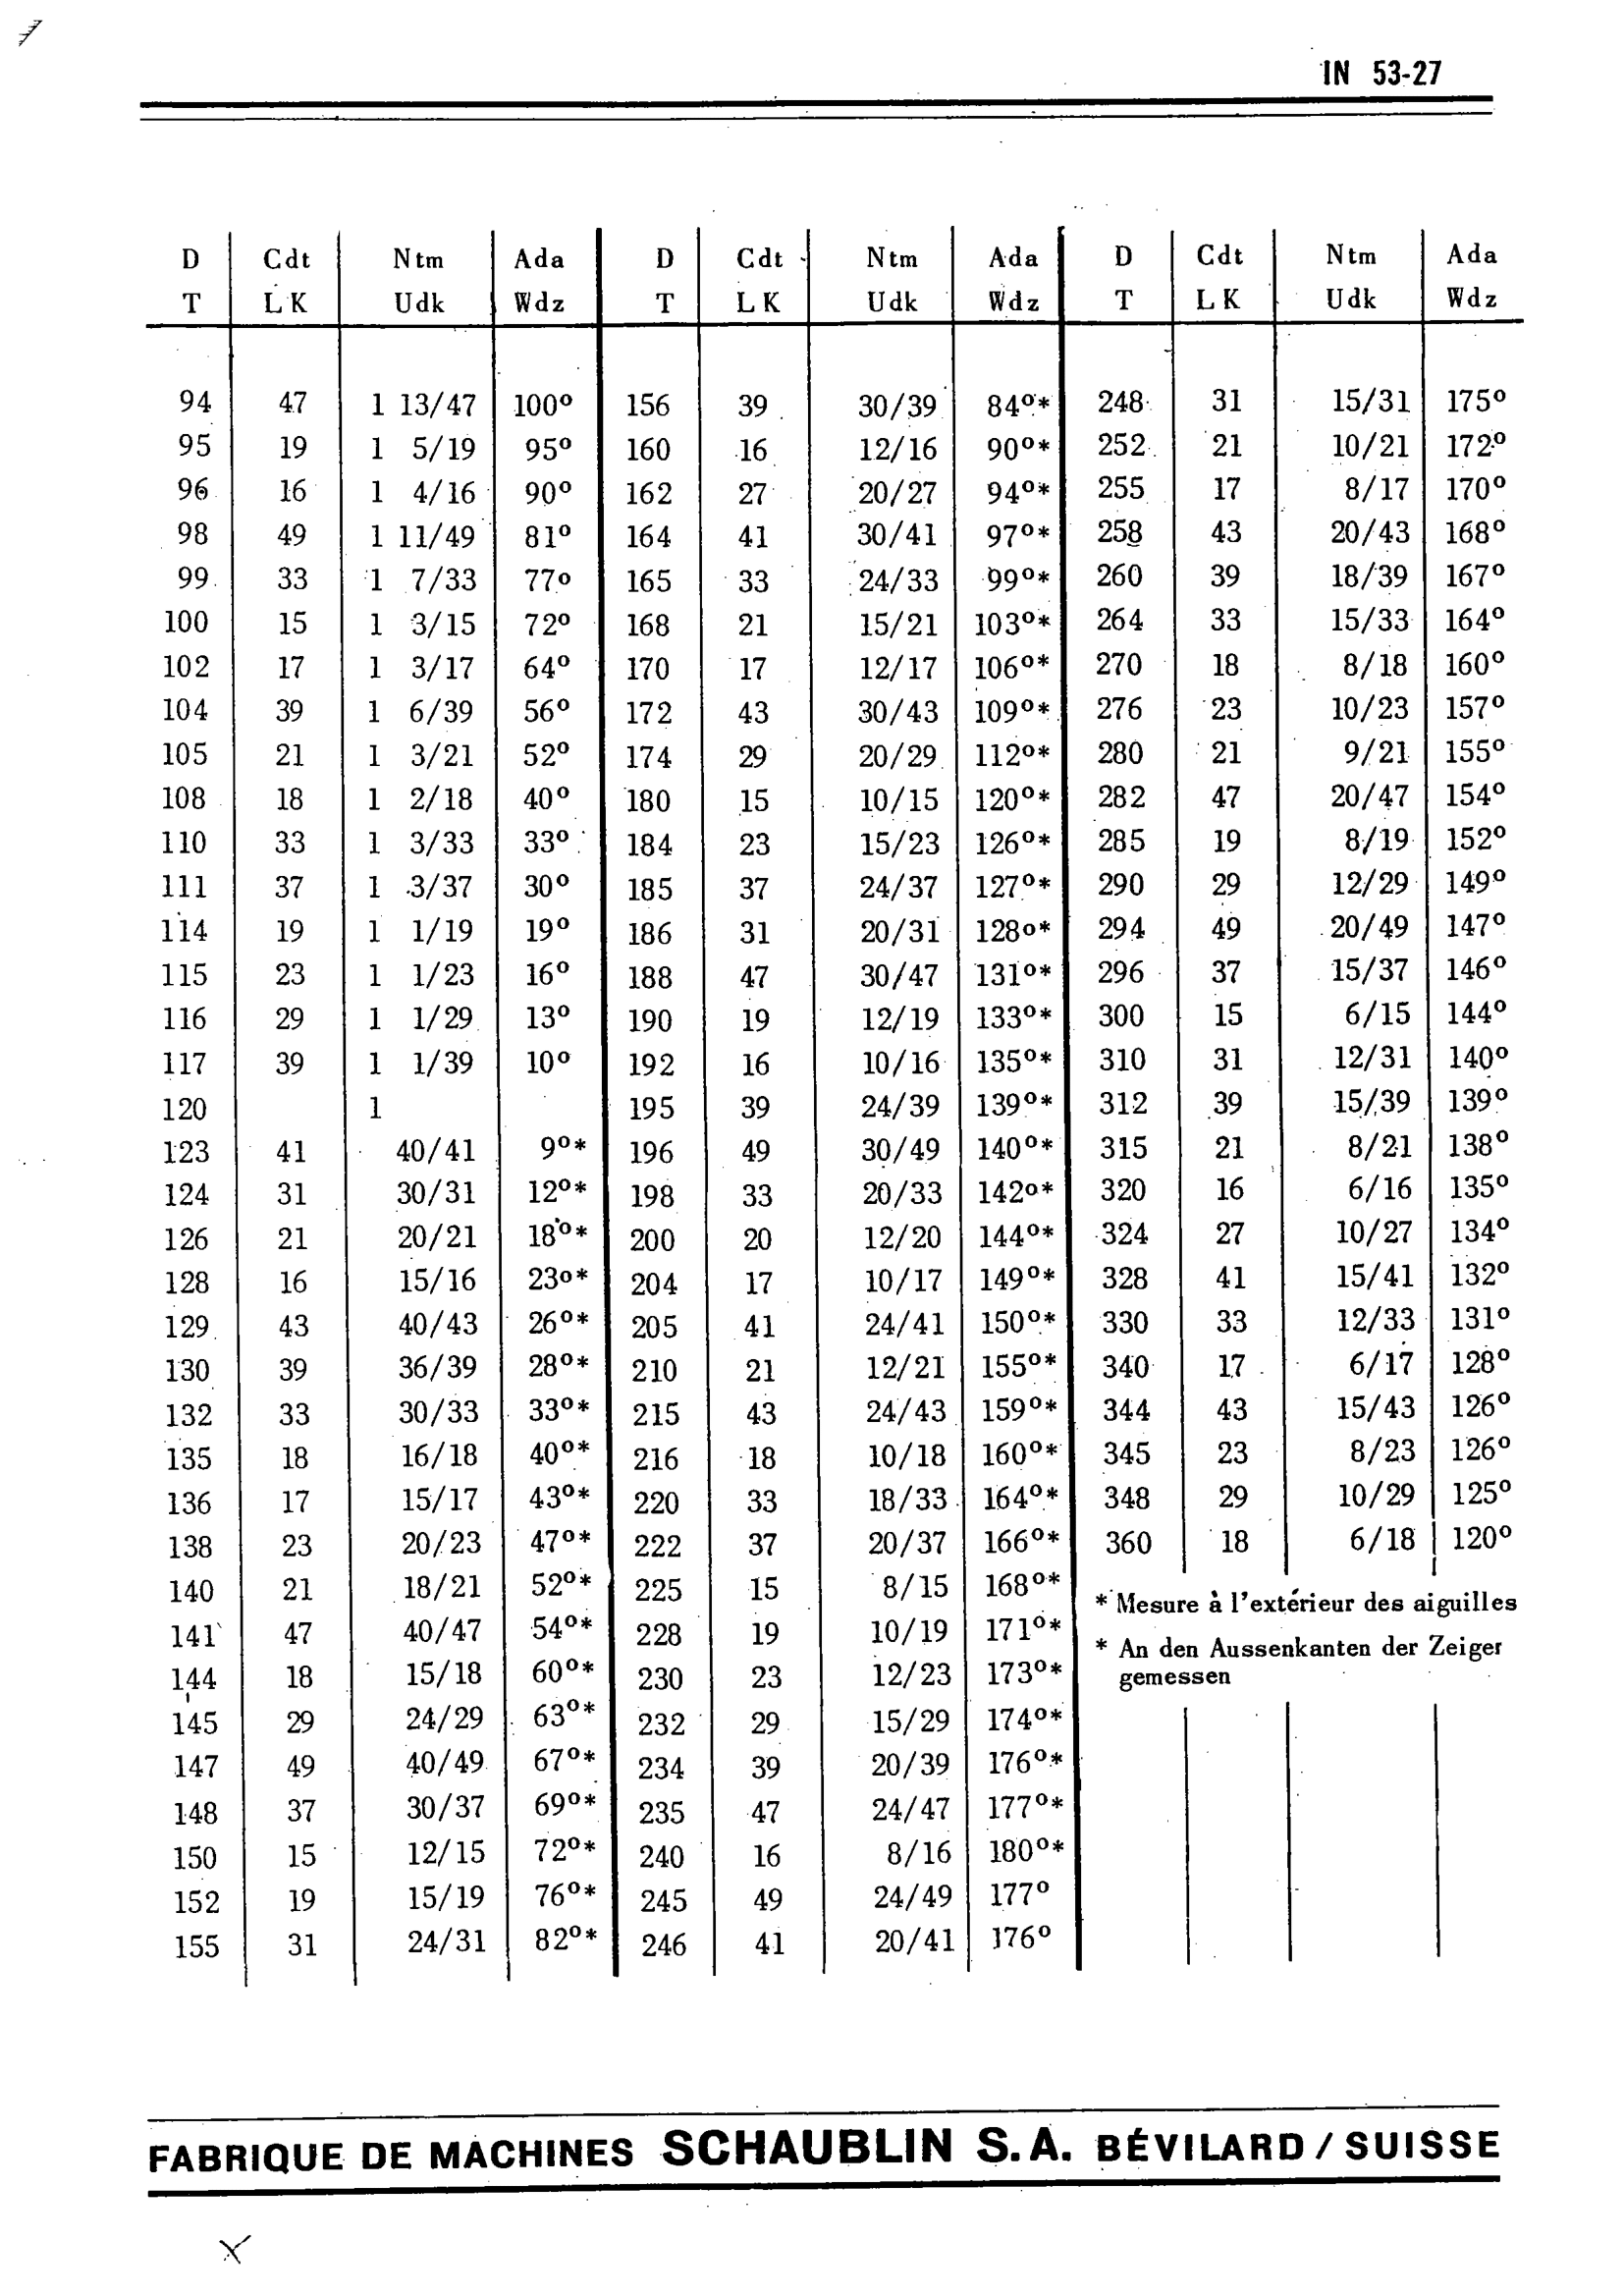 IN 53-27
D Cdt Ntm Ada D Cdt Ntm Ada D Cdt Ntm Ada
T L K Udk Wdz T L K Udk Wdz T L K Udk Wdz
94 47 1 13/47 100° 156 39 30/39 84°* 248 31 15/31 175°
95 19 1 5/19 95° 160 16 12/16 90°* 252 21 10/21 172°
96 16 1 4/16 90° 162 27 20/27 94°* 255 17 8/17 170°
98 49 1 11/49 81° 164 41 30/41 97°* 258 43 20/43 168°
99 33 1 7/33 77° 165 33 24/33 99°* 260 39 18/39 167°
100 15 1 3/15 72° 168 21 15/21 103°* 264 33 15/33 164°
102 17 1 3/17 64° 170 17 12/17 106°* 270 18 8/18 160°
104 39 1 6/39 56° 172 43 30/43 109°* 276 23 10/23 157°
105 21 1 3/21 52° 174 29 20/29 112°* 280 21 9/21 155°
108 18 1 2/18 40° 180 15 10/15 120°* 282 47 20/47 154°
110 33 1 3/33 33° 184 23 15/23 126°* 285 19 8/19 152°
111 37 1 3/37 30° 185 37 24/37 127°* 290 29 12/29 149°
114 19 1 1/19 19° 186 31 20/31 128°* 294 49 20/49 147°
115 23 1 1/23 16° 188 47 30/47 131°* 296 37 15/37 146°
116 29 1 1/29 13° 190 19 12/19 133°* 300 15 6/15 144°
117 39 1 1/39 10° 192 16 10/16 135°* 310 31 12/31 140°
120 1 195 39 24/39 139°* 312 39 15/39 139°
123 41 40/41 9°* 196 49 30/49 140°* 315 21 8/21 138°
124 31 30/31 12°* 198 33 20/33 142°* 320 16 6/16 135°
126 21 20/21 18°* 200 20 12/20 144°* 324 27 10/27 134°
128 16 15/16 23°* 204 17 10/17 149°* 328 41 15/41 132°
129 43 40/43 26°* 205 41 24/41 150°* 330 33 12/33 131°
130 39 36/39 28°* 210 21 12/21 155°* 340 17 6/17 128°
132 33 30/33 33°* 215 43 24/43 159°* 344 43 15/43 126°
135 18 16/18 40°* 216 18 10/18 160°* 345 23 8/23 126°
136 17 15/17 43°* 220 33 18/33 164°* 348 29 10/29 125°
138 23 20/23 47°* 222 37 20/37 166°* 360 18 6/18 120°
140 21 18/21 52°* 225 15 8/15 168°* * Mesure à l'extérieur des aiguilles
141 47 40/47 54°* 228 19 10/19 171°* * An den Aussenkanten der Zeiger
144 18 15/18 60°* 230 23 12/23 173°* gemessen
145 29 24/29 63°* 232 29 15/29 174°*
147 49 40/49 67°* 234 39 20/39 176°*
148 37 30/37 69°* 235 47 24/47 177°*
150 15 12/15 72°* 240 16 8/16 180°*
152 19 15/19 76°* 245 49 24/49 177°
155 31 24/31 82°* 246 41 20/41 176°
FABRIQUE DE MACHINES SCHAUBLIN S.A. BÉVILARD / SUISSE